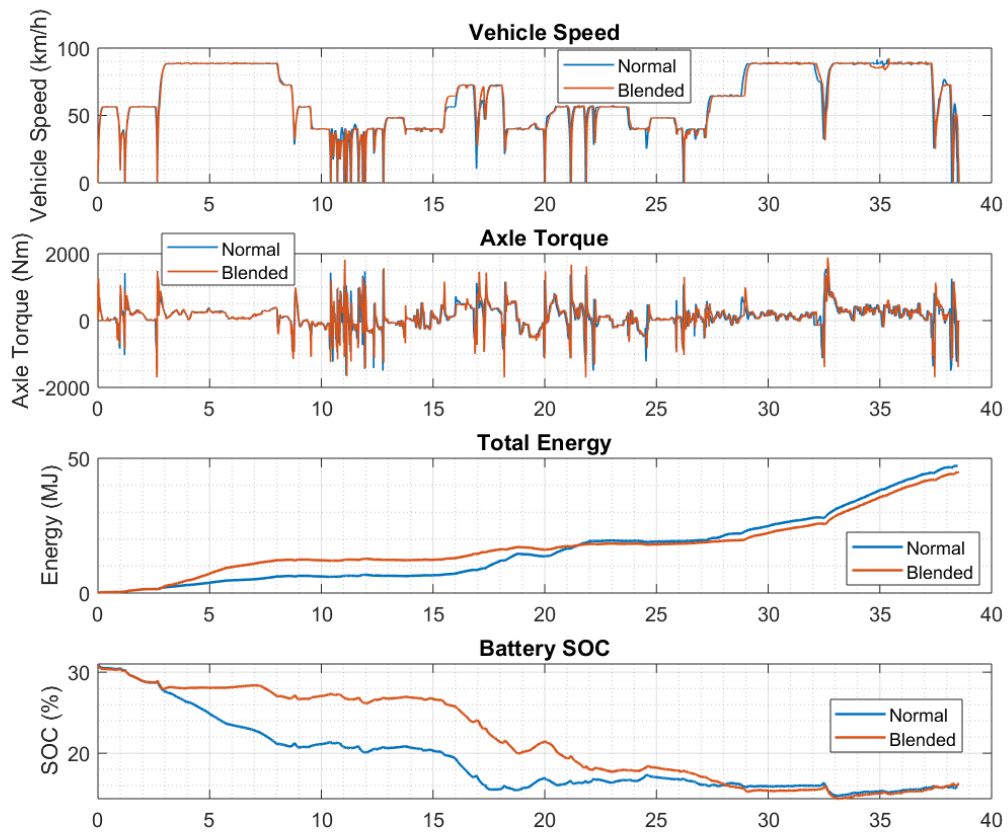 Vehicle Speed
Vehicle Speed (km/h)
100
50
0
Normal
Blended
0 5 10 15 20 25 30 35 40
Axle Torque
Axle Torque (Nm)
2000
0
-2000
Normal
Blended
0 5 10 15 20 25 30 35 40
Total Energy
Energy (MJ)
50
0
Normal
Blended
0 5 10 15 20 25 30 35 40
Battery SOC
SOC (%)
30
20
Normal
Blended
0 5 10 15 20 25 30 35 40